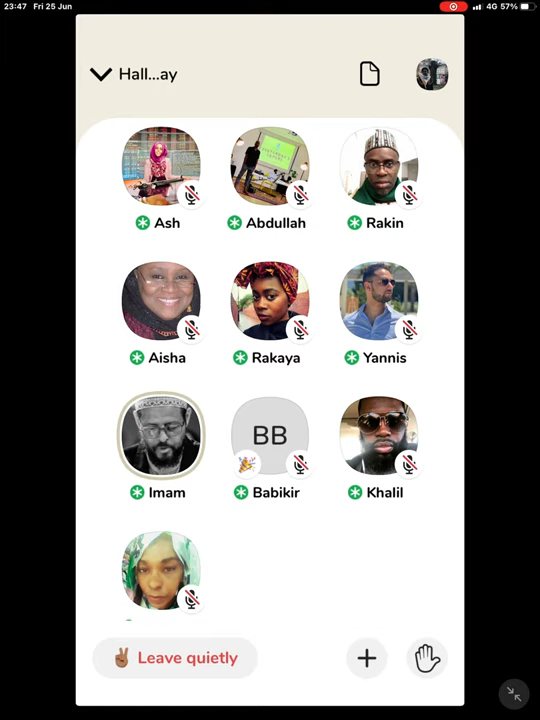 23:47 Fri 25 Jun 4G 57%
Hall...ay
Ash Abdullah Rakin
Aisha Rakaya Yannis
BB
Imam Babikir Khalil
Leave quietly